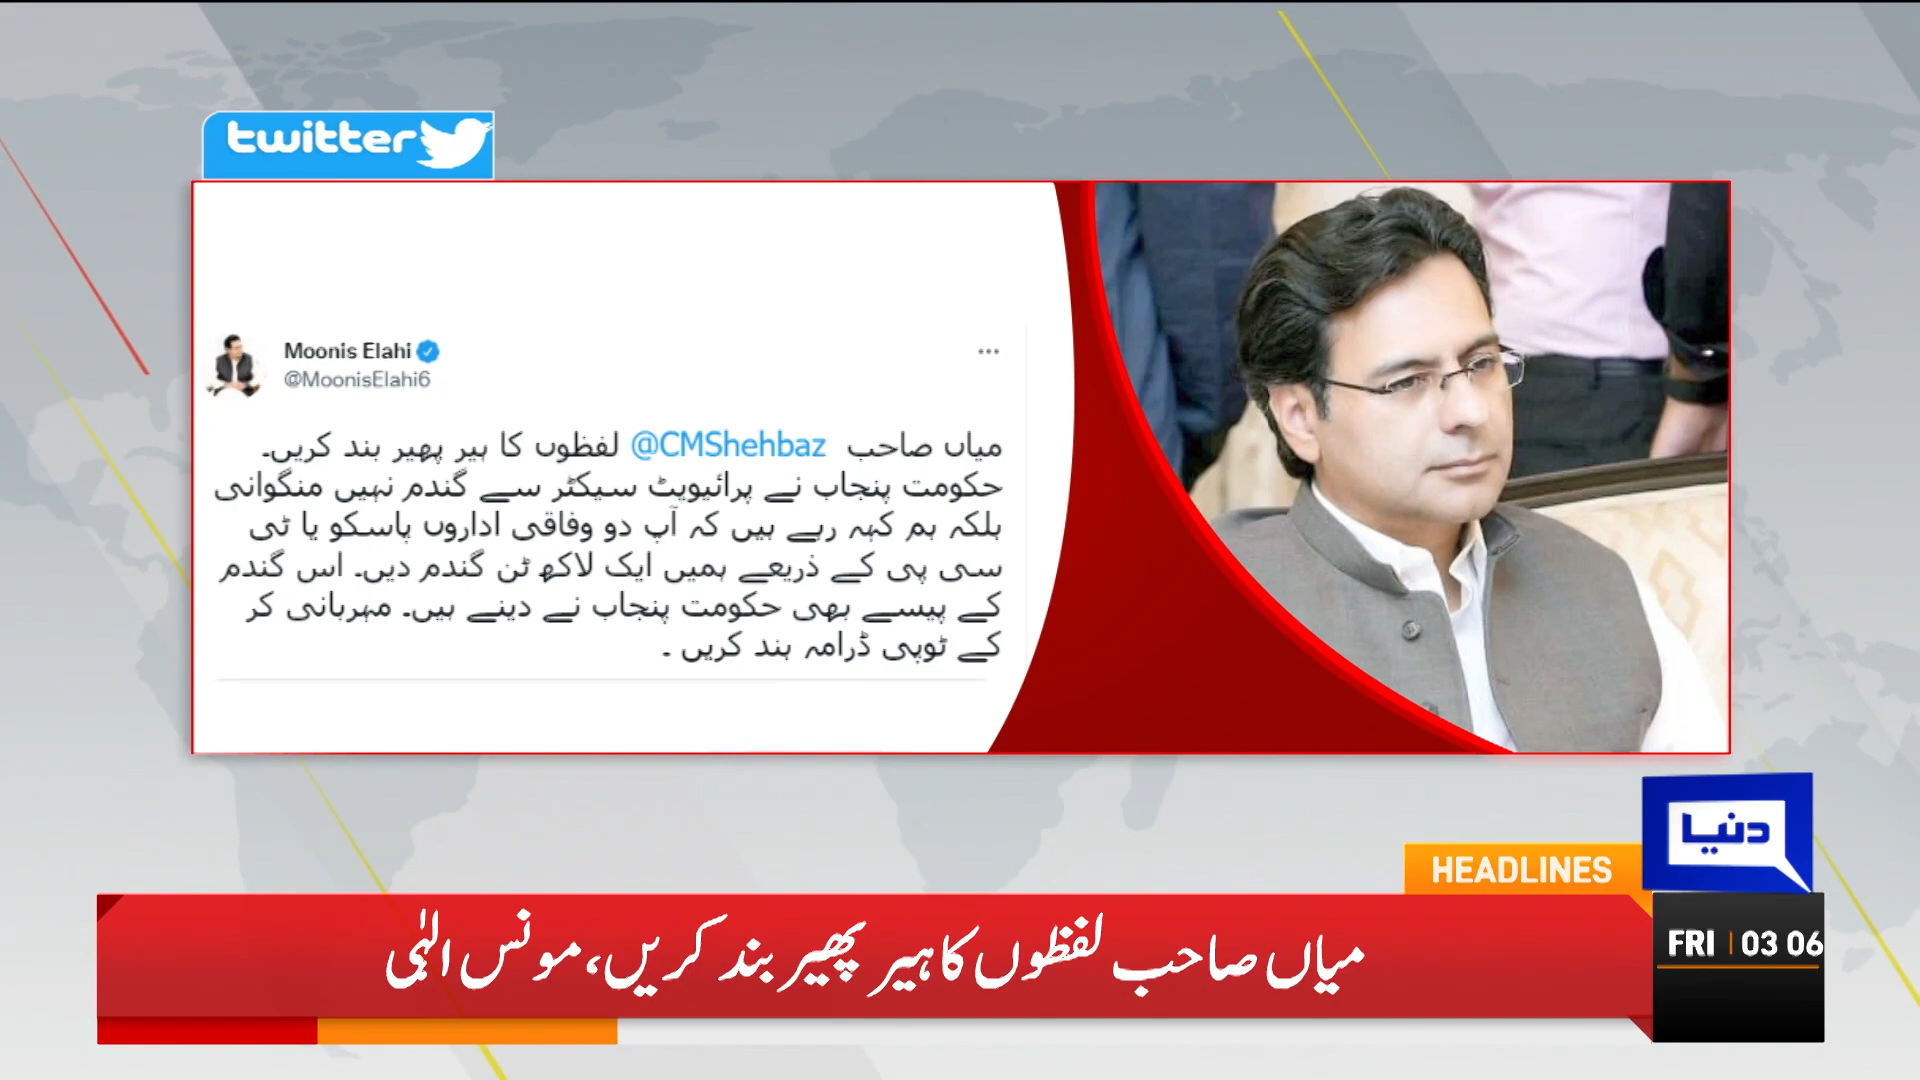 twitter
Moonis Elahi
@MoonisElahi6
میاں صاحب @CMShehbaz لفظوں کا ہیر پھیر بند کریں۔
حکومت پنجاب نے پرائیویٹ سیکٹر سے گندم نہیں منگوانی
بلکہ ہم کہہ رہے ہیں کہ آپ دو وفاقی اداروں پاسکو یا ٹی
سی پی کے ذریعے ہمیں ایک لاکھ ٹن گندم دیں۔ اس گندم
کے پیسے بھی حکومت پنجاب نے دینے ہیں۔ مہربانی کر
کے ٹوپی ڈرامہ بند کریں ۔
دنیا
HEADLINES
میاں صاحب لفظوں کا ہیر پھیر بند کریں، مونس الٰہی
FRI 03 06